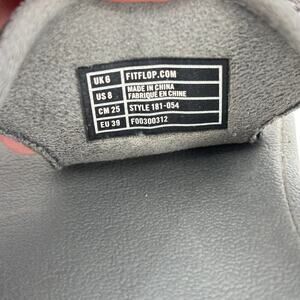 UK 6 FITFLOP.COM
US 8 MADE IN CHINA
FABRIQUÉ EN CHINE
CM 25 STYLE 181-054
EU 39 F00300312